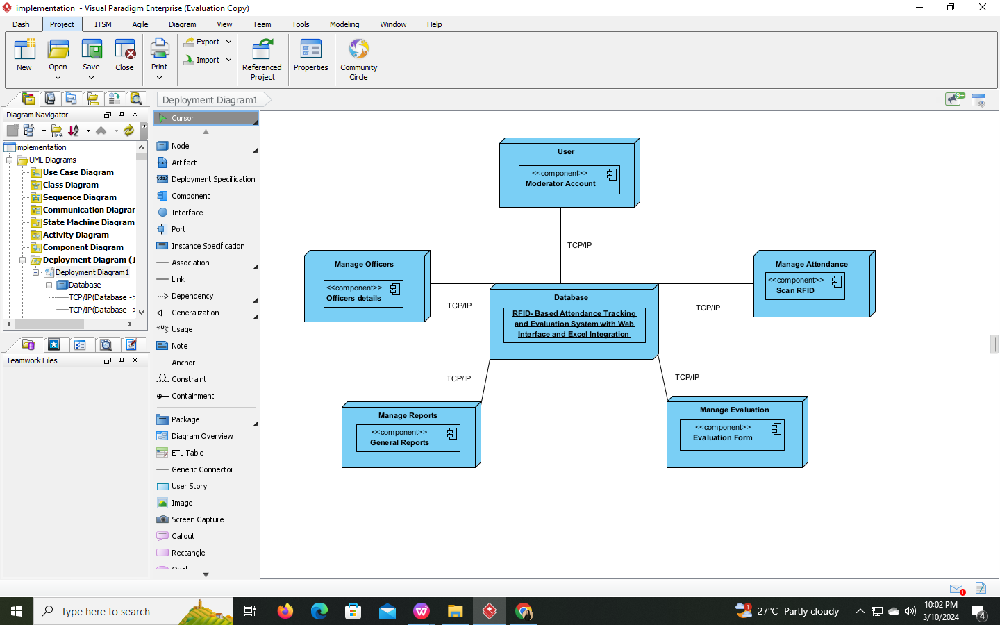 implementation - Visual Paradigm Enterprise (Evaluation Copy)
Dash Project ITSM Agile Diagram View Team Tools Modeling Window Help
New Open Save Close Print Export Import Referenced Project Properties Community Circle
Deployment Diagram1
9+
Diagram Navigator
implementation
UML Diagrams
Use Case Diagram
Class Diagram
Sequence Diagram
Communication Diagran
State Machine Diagram
Activity Diagram
Component Diagram
Deployment Diagram (1
Deployment Diagram1
Database
TCP/IP(Database ->
TCP/IP(Database ->
Teamwork Files
Cursor
Node
Artifact
Deployment Specification
Component
Interface
Port
Instance Specification
Association
Link
Dependency
Generalization
Usage
Note
Anchor
Constraint
Containment
Package
Diagram Overview
ETL Table
Generic Connector
User Story
Image
Screen Capture
Callout
Rectangle
Oval
User
<<component>>
Moderator Account
TCP/IP
Manage Officers
<<component>>
Officers details
TCP/IP
Manage Attendance
<<component>>
Scan RFID
TCP/IP
Database
RFID- Based Attendance Tracking
and Evaluation System with Web
Interface and Excel Integration
TCP/IP
TCP/IP
Manage Reports
<<component>>
General Reports
Manage Evaluation
<<component>>
Evaluation Form
1
Type here to search
1
27°C Partly cloudy
10:02 PM
3/10/2024
4